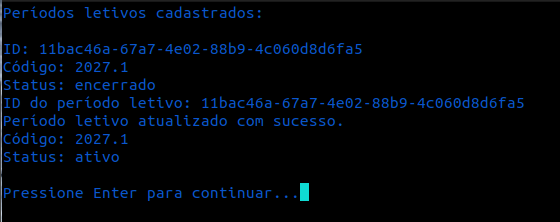 Períodos letivos cadastrados:
ID: 11bac46a-67a7-4e02-88b9-4c060d8d6fa5
Código: 2027.1
Status: encerrado
ID do período letivo: 11bac46a-67a7-4e02-88b9-4c060d8d6fa5
Período letivo atualizado com sucesso.
Código: 2027.1
Status: ativo
Pressione Enter para continuar...